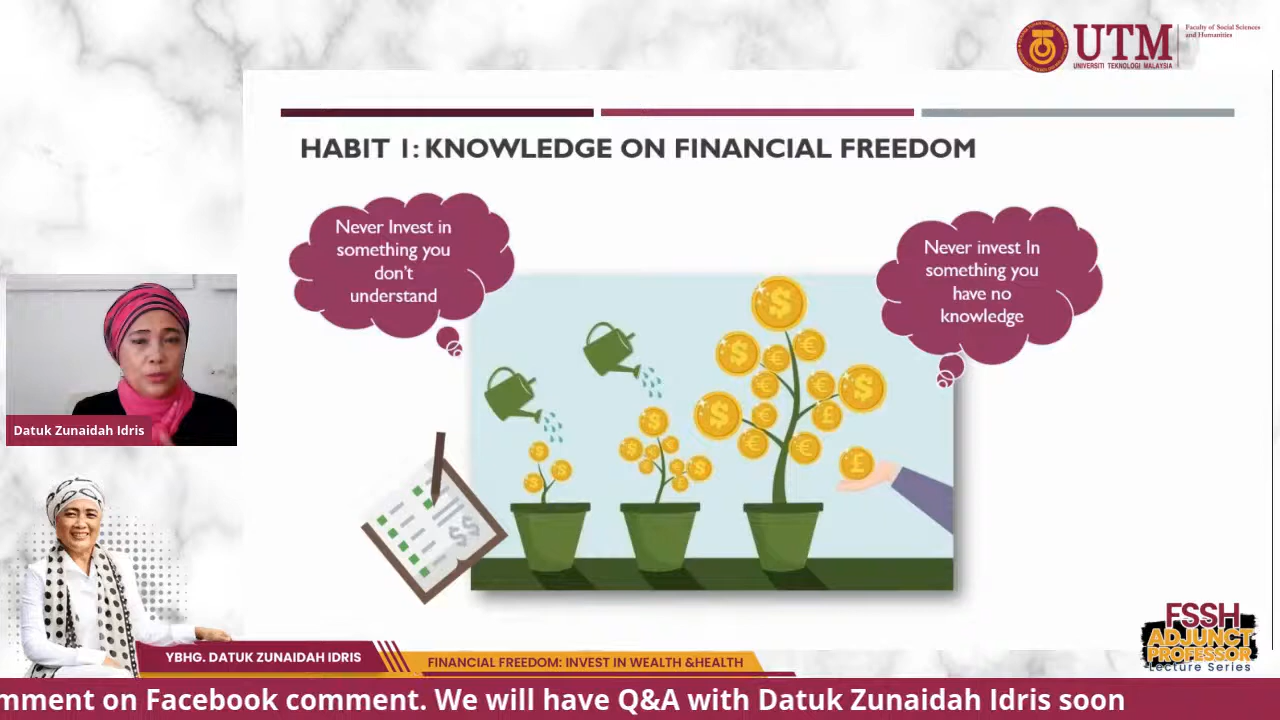 UTM
UNIVERSITI TEKNOLOGI MALAYSIA
Faculty of Social Sciences
and Humanities
HABIT 1: KNOWLEDGE ON FINANCIAL FREEDOM
Never Invest in
something you
don't
understand
Never invest In
something you
have no
knowledge
Datuk Zunaidah Idris
YBHG. DATUK ZUNAIDAH IDRIS
FINANCIAL FREEDOM: INVEST IN WEALTH &HEALTH
FSSH
ADJUNCT
PROFESSOR
Lecture Series
mment on Facebook comment. We will have Q&A with Datuk Zunaidah Idris soon